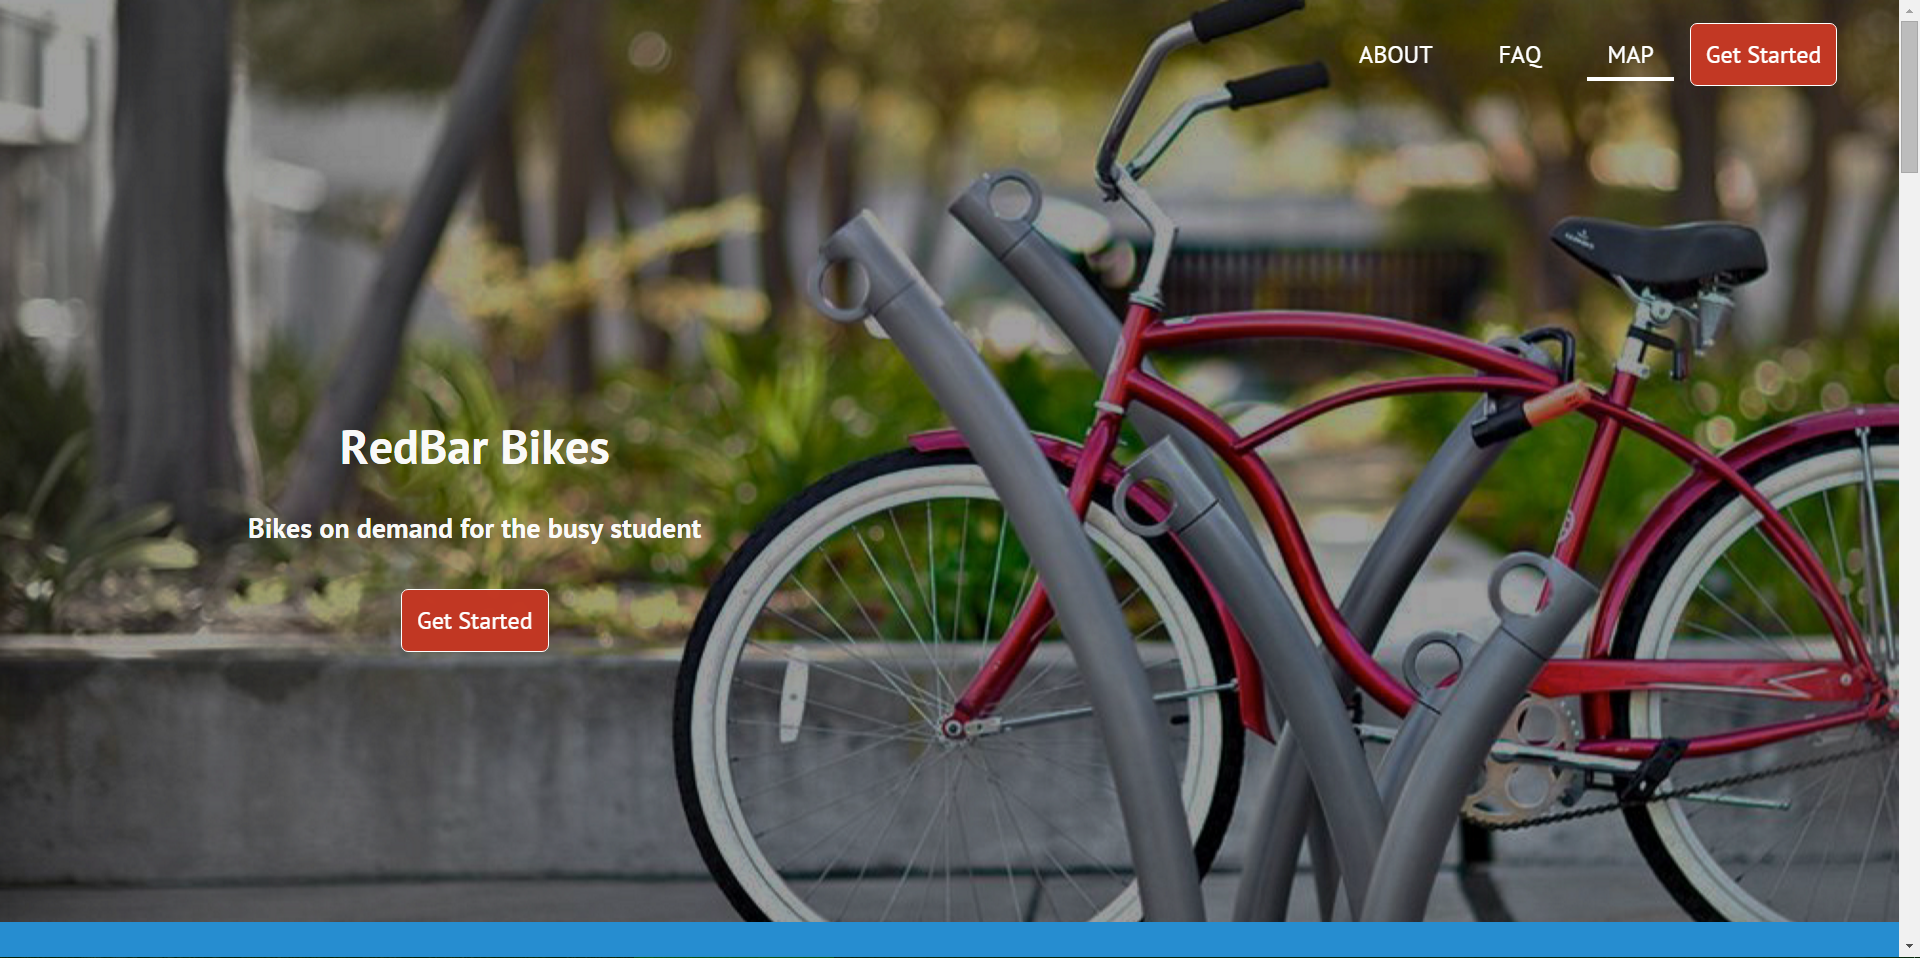 ABOUT FAQ MAP Get Started
RedBar Bikes
Bikes on demand for the busy student
Get Started